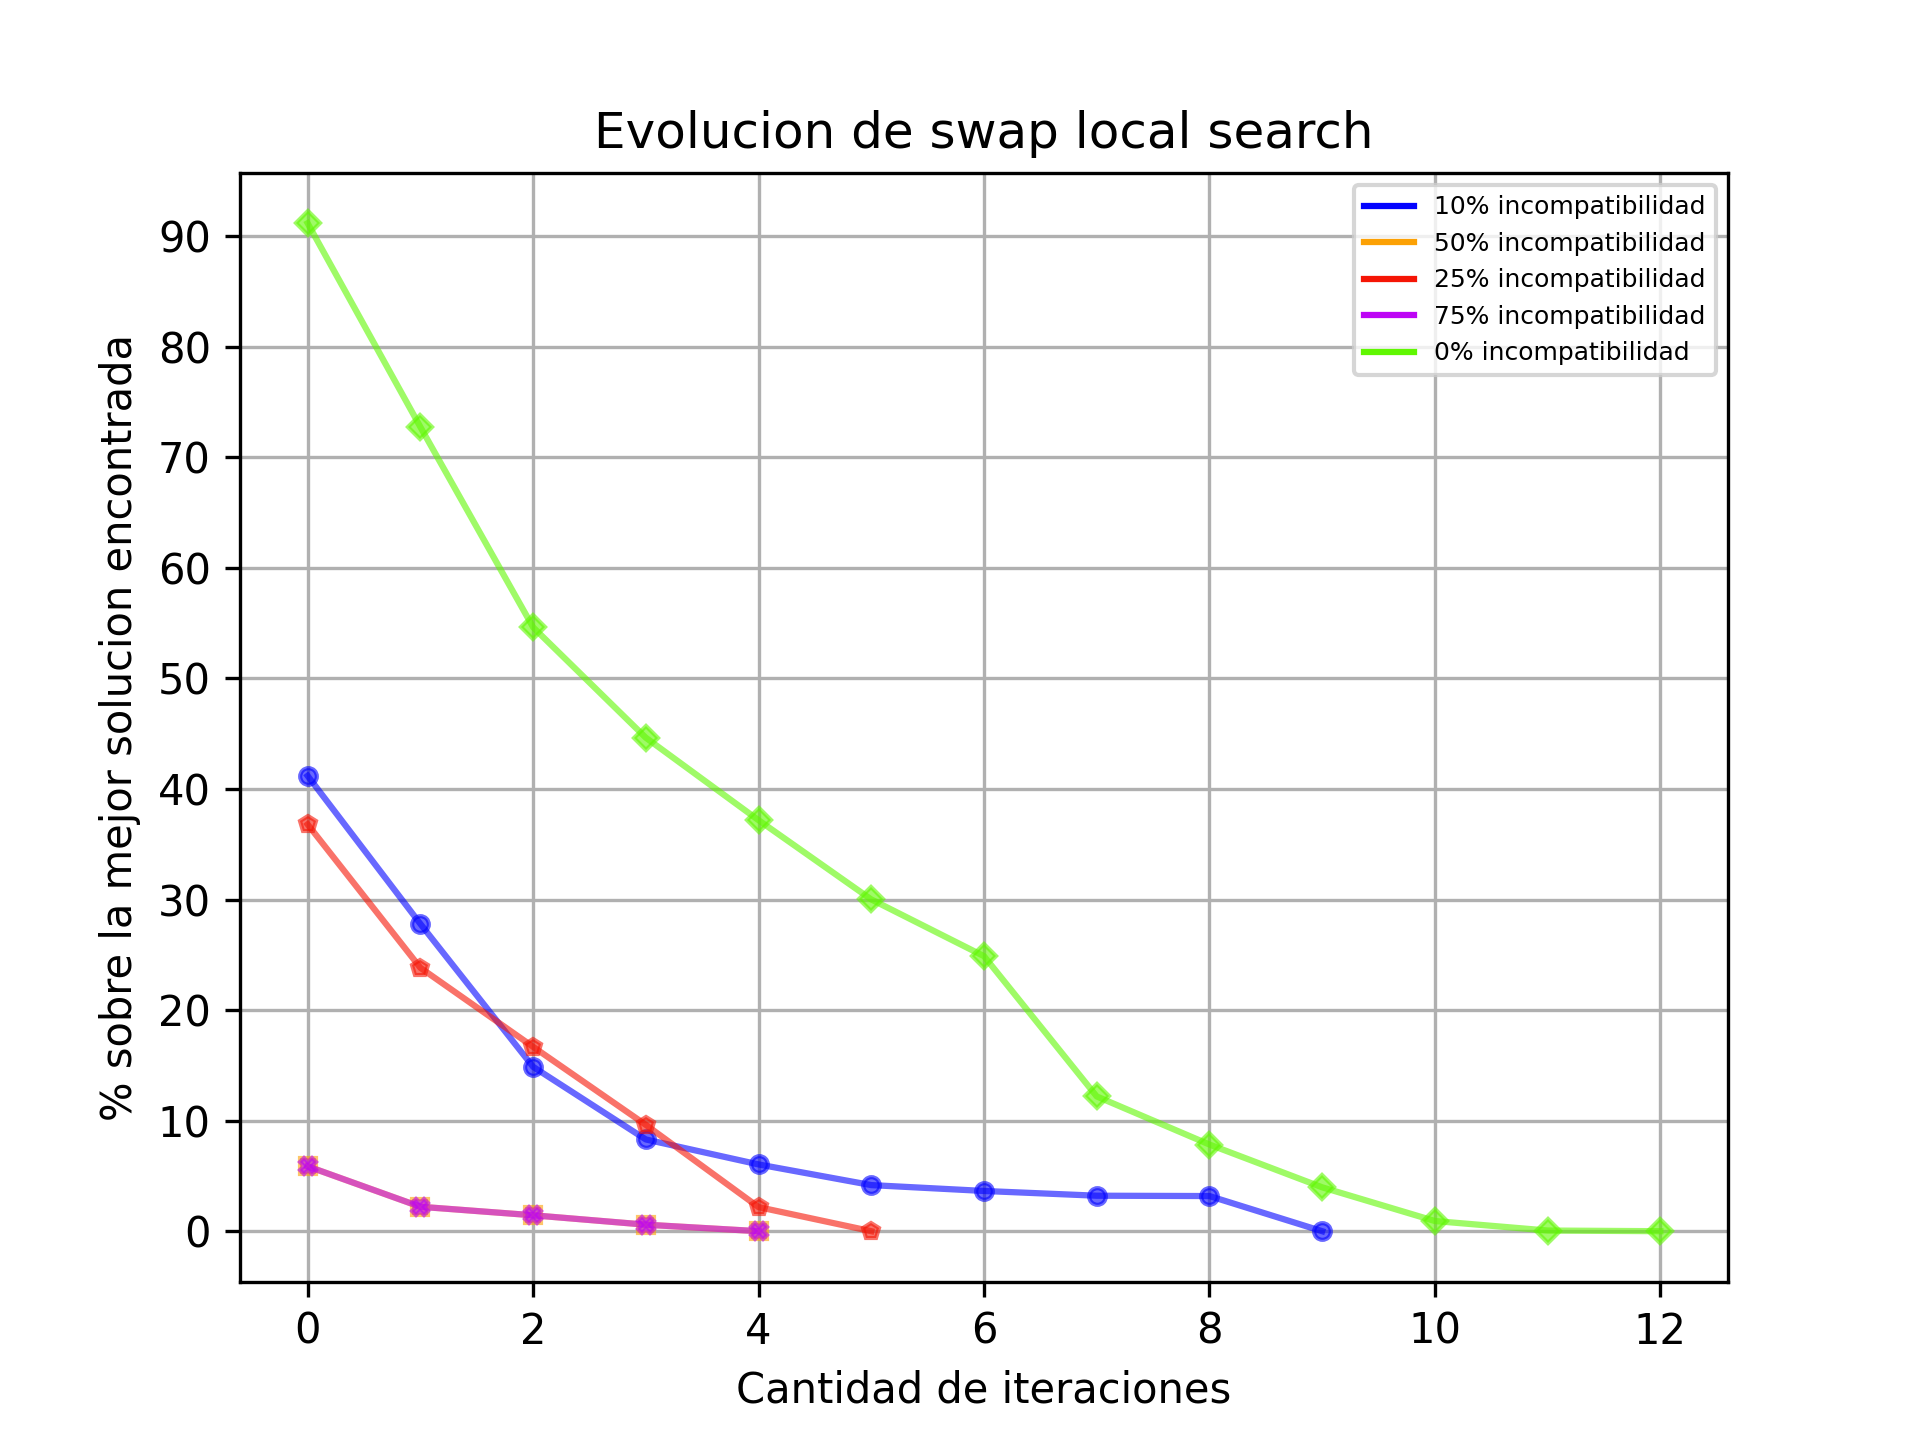 Evolucion de swap local search
10% incompatibilidad
50% incompatibilidad
25% incompatibilidad
75% incompatibilidad
0% incompatibilidad
% sobre la mejor solucion encontrada
90
80
70
60
50
40
30
20
10
0
0 2 4 6 8 10 12
Cantidad de iteraciones